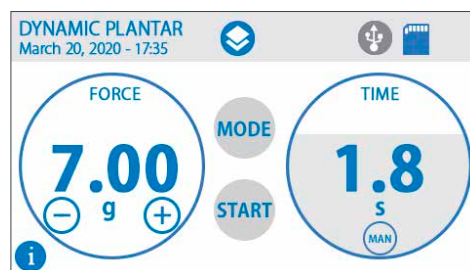 DYNAMIC PLANTAR
March 20, 2020 - 17:35
FORCE
7.00
g
MODE
START
TIME
1.8
s
MAN
i